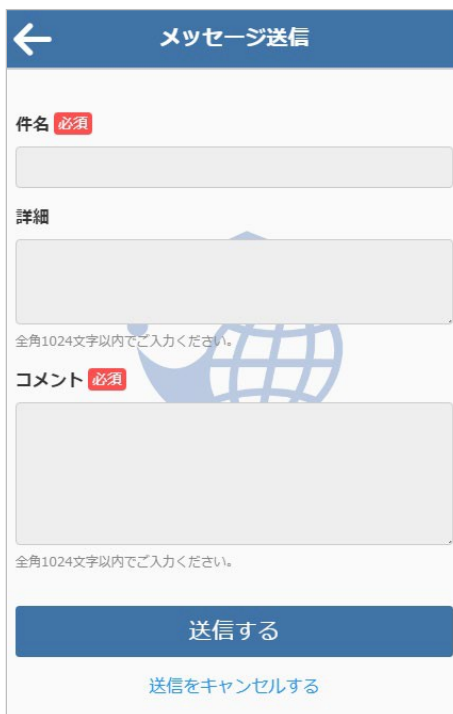 メッセージ送信
件名 必須
詳細
全角1024文字以内でご入力ください。
コメント 必須
全角1024文字以内でご入力ください。
送信する
送信をキャンセルする